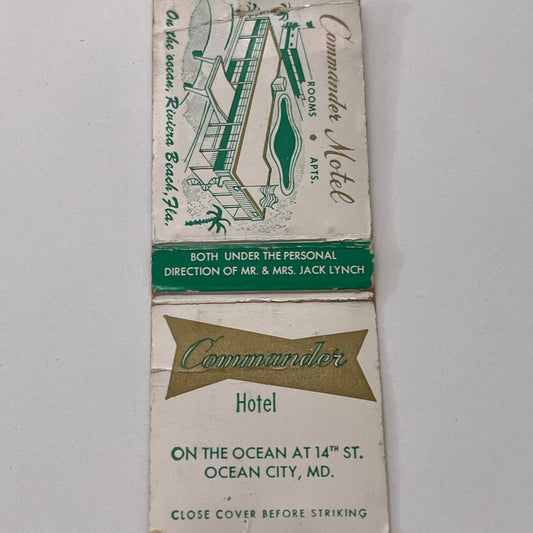 Commander Motel
ROOMS • APTS.
On the ocean, Riviera Beach, Fla.
BOTH UNDER THE PERSONAL
DIRECTION OF MR. & MRS. JACK LYNCH
Commander
Hotel
ON THE OCEAN AT 14TH ST.
OCEAN CITY, MD.
CLOSE COVER BEFORE STRIKING